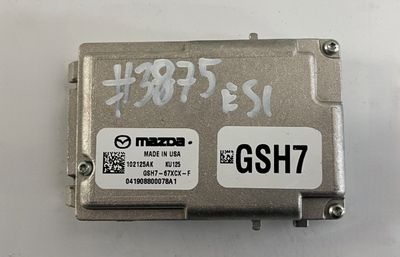 #3875
ESI
mazda
MADE IN USA
102125AK KU125
GSH7-67XCX-F
041908800078A1
GSH7